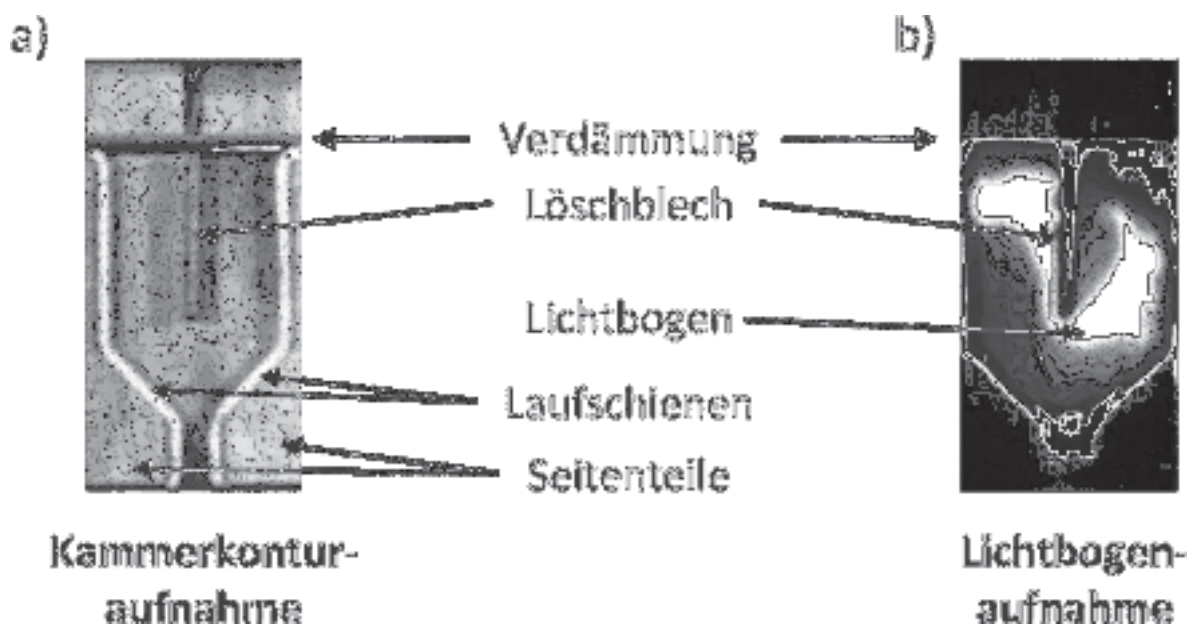 a)
b)
Verdämmung
Löschblech
Lichtbogen
Laufschienen
Seitenteile
Kammerkontur-
aufnahme
Lichtbogen-
aufnahme